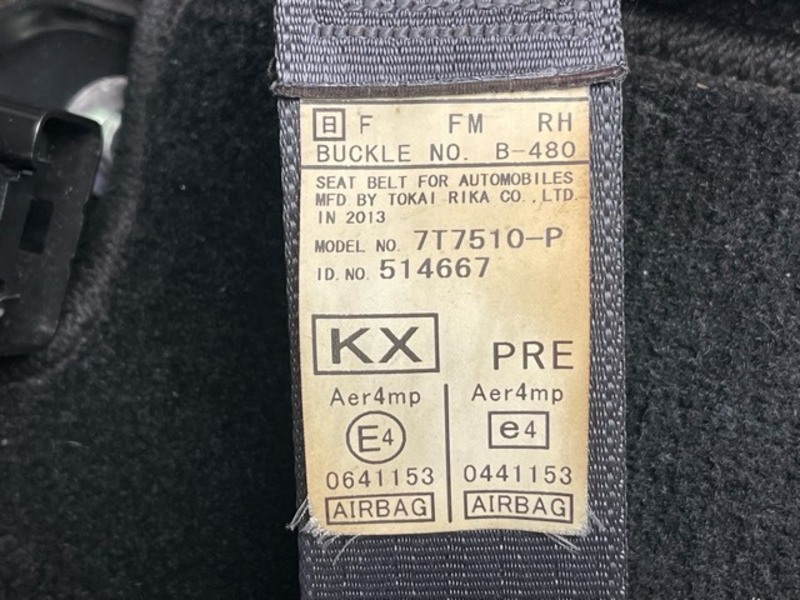 日 F FM RH
BUCKLE NO. B-480
SEAT BELT FOR AUTOMOBILES
MFD BY TOKAI RIKA CO.,LTD.
IN 2013
MODEL NO. 7T7510-P
ID. NO. 514667
KX PRE
Aer4mp Aer4mp
E4 e4
0641153 0441153
AIRBAG AIRBAG